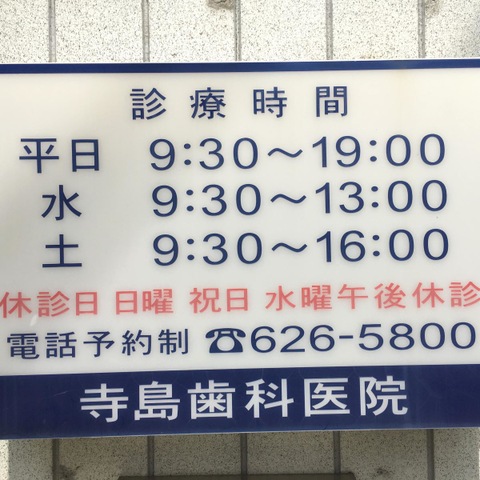 診療時間
平日 9:30～19:00
水 9:30～13:00
土 9:30～16:00
休診日 日曜 祝日 水曜午後休診
電話予約制 ☎626-5800
寺島歯科医院